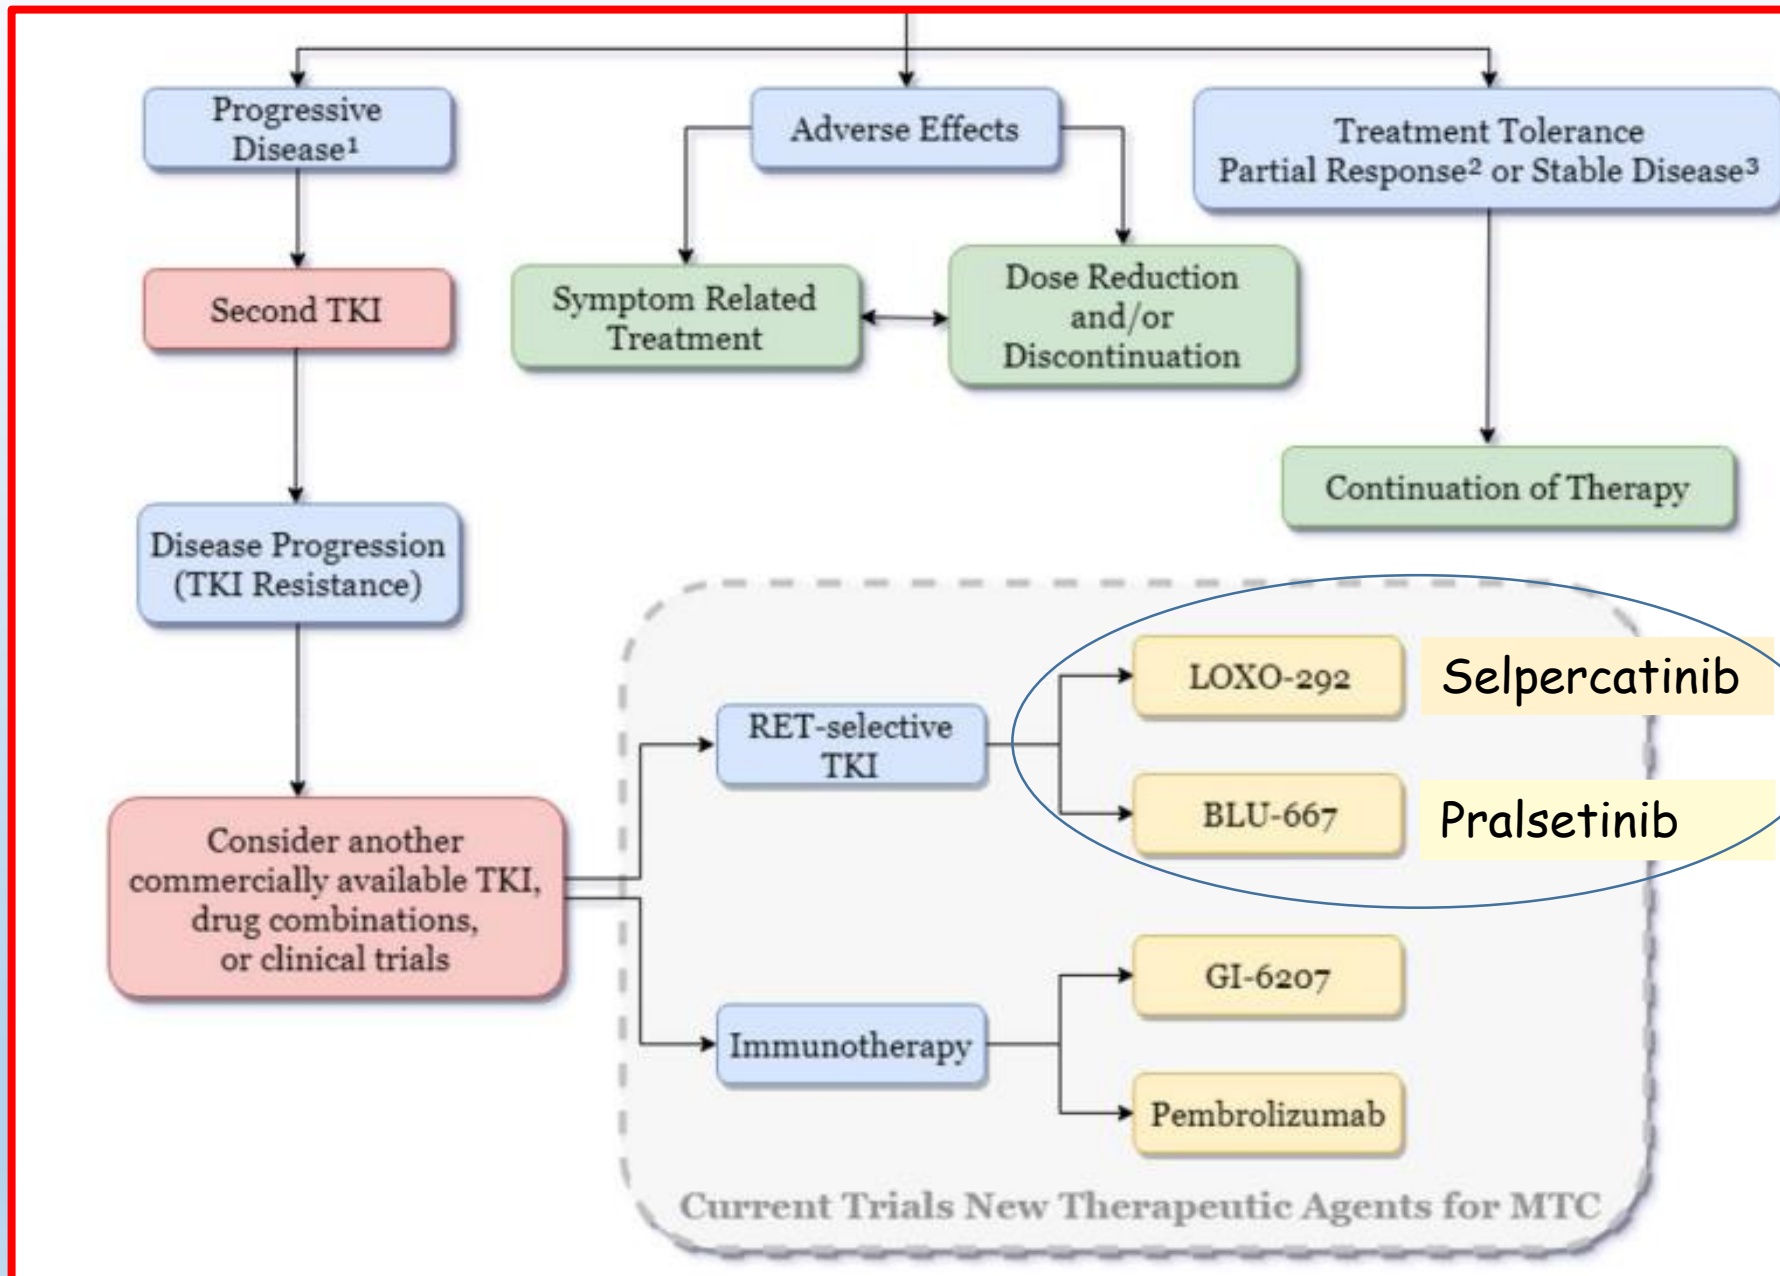 Progressive
Disease¹
Adverse Effects
Treatment Tolerance
Partial Response² or Stable Disease³
Second TKI
Symptom Related
Treatment
Dose Reduction
and/or
Discontinuation
Continuation of Therapy
Disease Progression
(TKI Resistance)
Consider another
commercially available TKI,
drug combinations,
or clinical trials
RET-selective
TKI
LOXO-292
Selpercatinib
BLU-667
Pralsetinib
Immunotherapy
GI-6207
Pembrolizumab
Current Trials New Therapeutic Agents for MTC